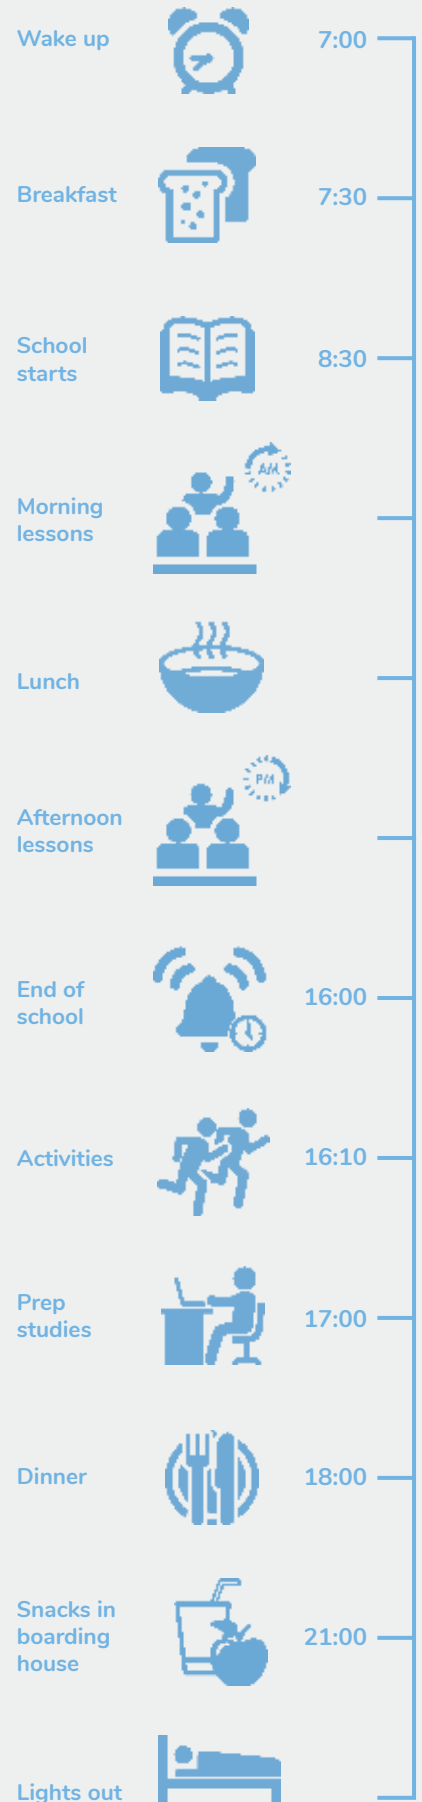 Wake up
7:00
Breakfast
7:30
School
starts
8:30
AM
Morning
lessons
Lunch
PM
Afternoon
lessons
End of
school
16:00
Activities
16:10
Prep
studies
17:00
Dinner
18:00
Snacks in
boarding
house
21:00
Lights out